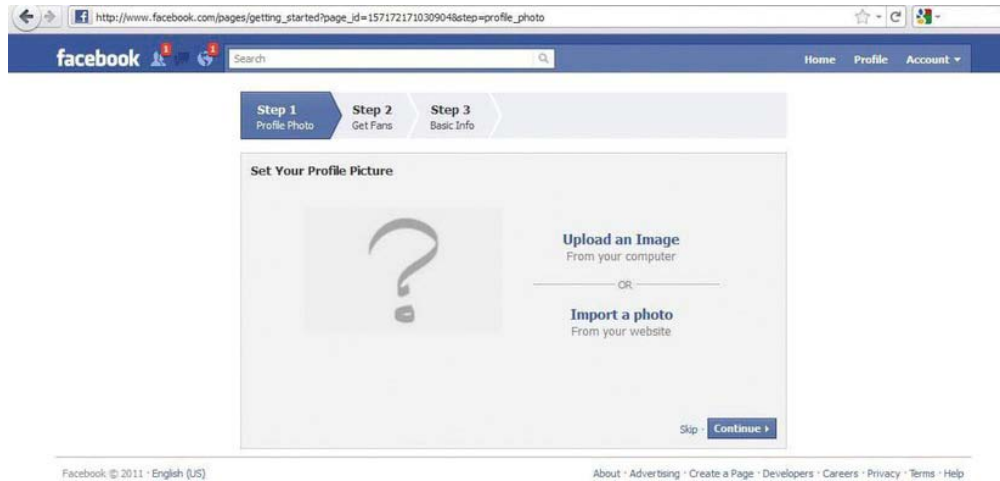 http://www.facebook.com/pages/getting_started?page_id=157172171030904&step=profile_photo
facebook 1 1 Search Home Profile Account
Step 1 Step 2 Step 3
Profile Photo Get Fans Basic Info
Set Your Profile Picture
?
Upload an Image
From your computer
OR
Import a photo
From your website
Skip · Continue
Facebook © 2011 · English (US) About · Advertising · Create a Page · Developers · Careers · Privacy · Terms · Help